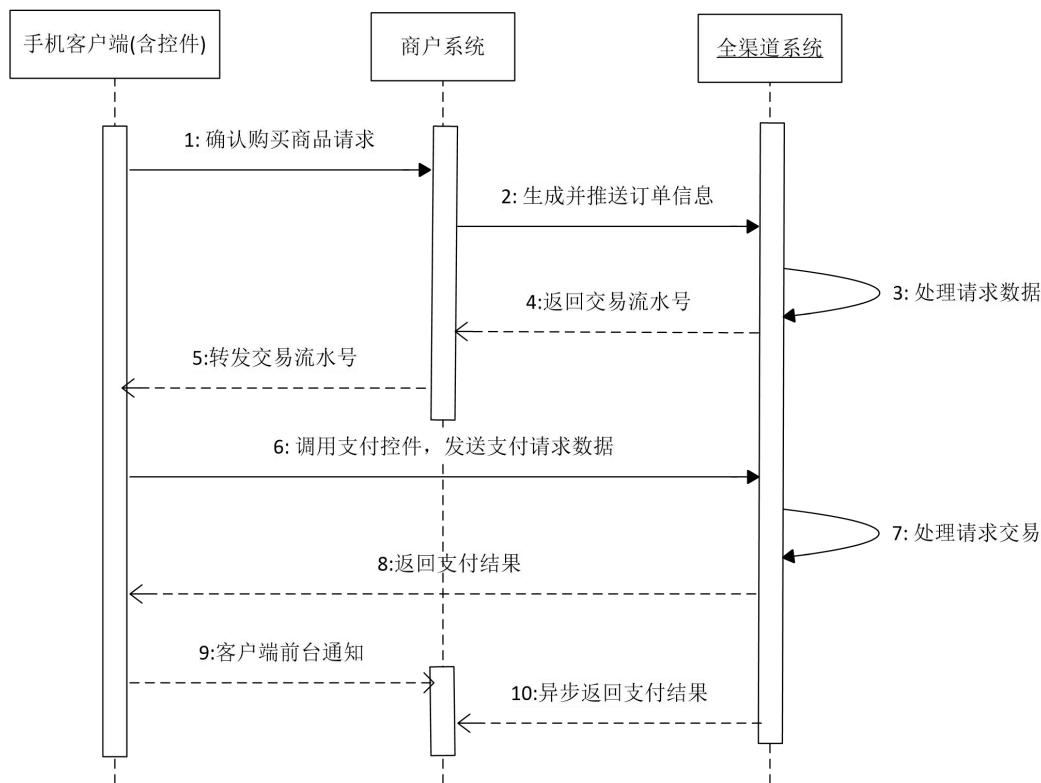 手机客户端(含控件)
商户系统
全渠道系统
1: 确认购买商品请求
2: 生成并推送订单信息
3: 处理请求数据
4:返回交易流水号
5:转发交易流水号
6: 调用支付控件，发送支付请求数据
7: 处理请求交易
8:返回支付结果
9:客户端前台通知
10:异步返回支付结果